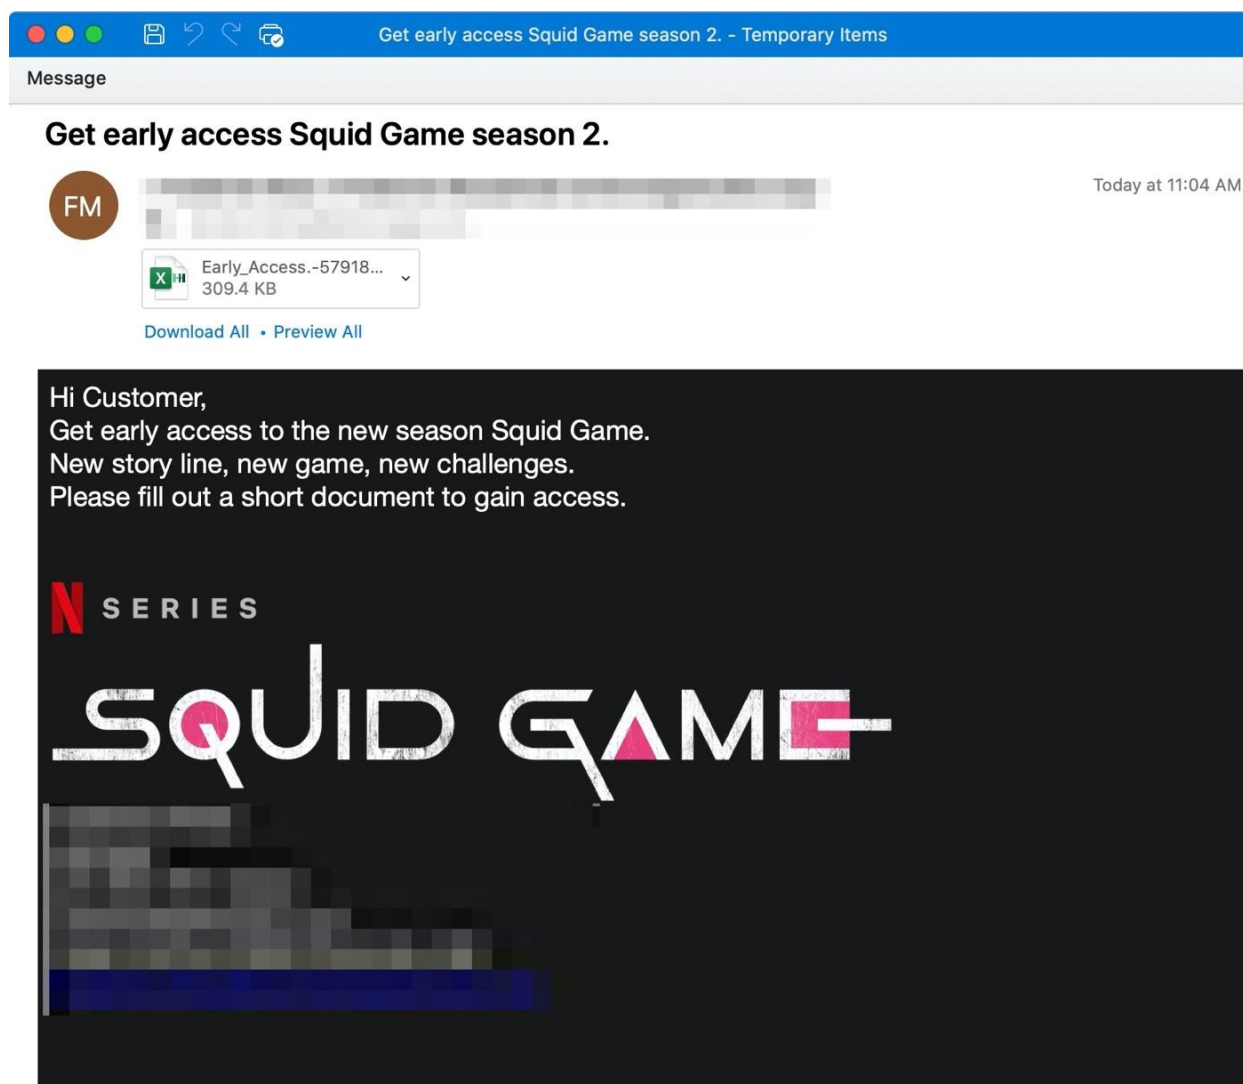 Get early access Squid Game season 2. - Temporary Items
Message
Get early access Squid Game season 2.
FM
Today at 11:04 AM
Early_Access.-57918...
309.4 KB
Download All • Preview All
Hi Customer,
Get early access to the new season Squid Game.
New story line, new game, new challenges.
Please fill out a short document to gain access.
N SERIES
SQUID GAME